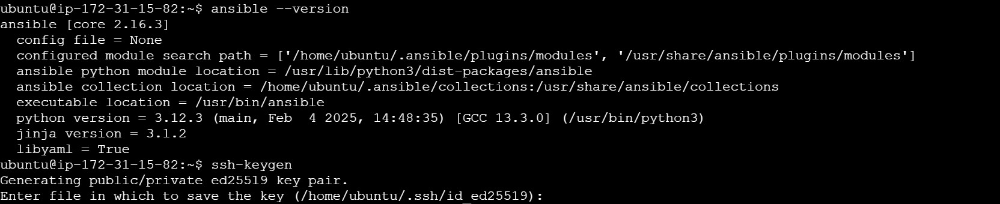 ubuntu@ip-172-31-15-82:~$ ansible --version
ansible [core 2.16.3]
  config file = None
  configured module search path = ['/home/ubuntu/.ansible/plugins/modules', '/usr/share/ansible/plugins/modules']
  ansible python module location = /usr/lib/python3/dist-packages/ansible
  ansible collection location = /home/ubuntu/.ansible/collections:/usr/share/ansible/collections
  executable location = /usr/bin/ansible
  python version = 3.12.3 (main, Feb  4 2025, 14:48:35) [GCC 13.3.0] (/usr/bin/python3)
  jinja version = 3.1.2
  libyaml = True
ubuntu@ip-172-31-15-82:~$ ssh-keygen
Generating public/private ed25519 key pair.
Enter file in which to save the key (/home/ubuntu/.ssh/id_ed25519):